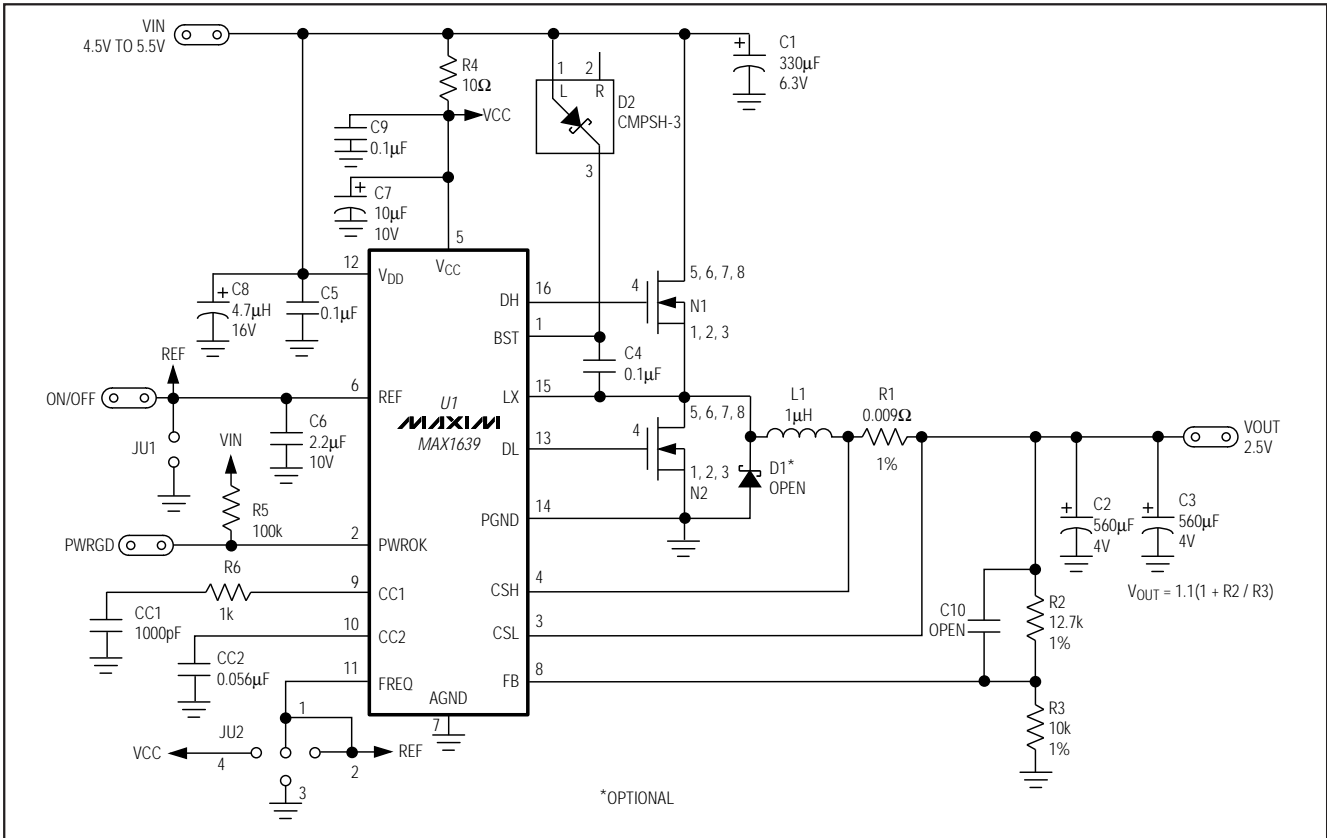 VIN
4.5V TO 5.5V
R4
10Ω
VCC
C9
0.1µF
+
C7
10µF
10V
5
1
2
L
R
D2
CMPSH-3
3
+
C1
330µF
6.3V
12
VDD
VCC
+
C8
4.7µH
16V
C5
0.1µF
DH
16
4
5, 6, 7, 8
N1
1, 2, 3
BST
1
C4
0.1µF
REF
ON/OFF
6
REF
U1
MAXIM
MAX1639
LX
15
JU1
C6
2.2µF
10V
VIN
R5
100k
DL
13
4
5, 6, 7, 8
1, 2, 3
N2
D1*
OPEN
L1
1µH
R1
0.009Ω
1%
VOUT
2.5V
+
C2
560µF
4V
+
C3
560µF
4V
VOUT = 1.1(1 + R2 / R3)
PGND
14
PWRGD
2
PWROK
R6
1k
9
CC1
CC1
1000pF
CSH
4
10
CC2
CC2
0.056µF
CSL
3
C10
OPEN
R2
12.7k
1%
11
FREQ
FB
8
AGND
7
R3
10k
1%
JU2
1
VCC
4
REF
2
3
*OPTIONAL